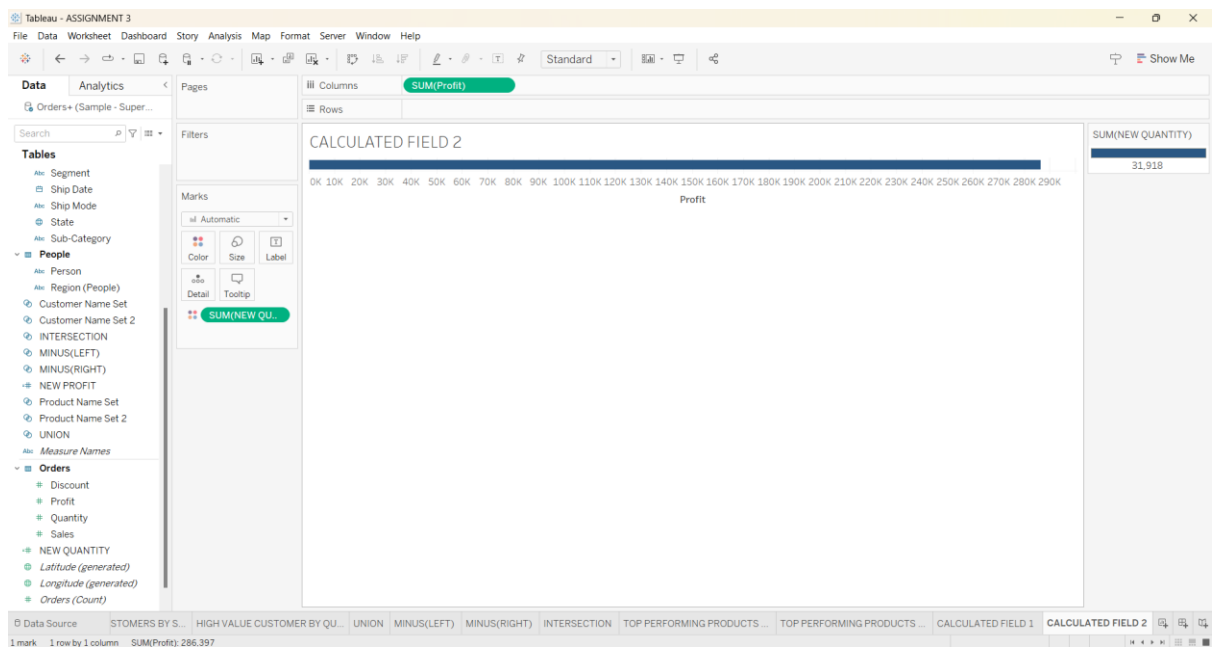 Tableau - ASSIGNMENT 3
File Data Worksheet Dashboard Story Analysis Map Format Server Window Help
Standard
Show Me
Data Analytics
Orders+ (Sample - Super...
Search
Tables
Abc Segment
Ship Date
Abc Ship Mode
State
Abc Sub-Category
People
Abc Person
Abc Region (People)
Customer Name Set
Customer Name Set 2
INTERSECTION
MINUS(LEFT)
MINUS(RIGHT)
=# NEW PROFIT
Product Name Set
Product Name Set 2
UNION
Abc Measure Names
Orders
# Discount
# Profit
# Quantity
# Sales
=# NEW QUANTITY
Latitude (generated)
Longitude (generated)
# Orders (Count)
Pages
Filters
Marks
Automatic
Color Size Label
Detail Tooltip
SUM(NEW QU..
Columns SUM(Profit)
Rows
CALCULATED FIELD 2
0K 10K 20K 30K 40K 50K 60K 70K 80K 90K 100K 110K 120K 130K 140K 150K 160K 170K 180K 190K 200K 210K 220K 230K 240K 250K 260K 270K 280K 290K
Profit
SUM(NEW QUANTITY)
31,918
Data Source STOMERS BY S... HIGH VALUE CUSTOMER BY QU... UNION MINUS(LEFT) MINUS(RIGHT) INTERSECTION TOP PERFORMING PRODUCTS ... TOP PERFORMING PRODUCTS ... CALCULATED FIELD 1 CALCULATED FIELD 2
1 mark 1 row by 1 column SUM(Profit): 286,397